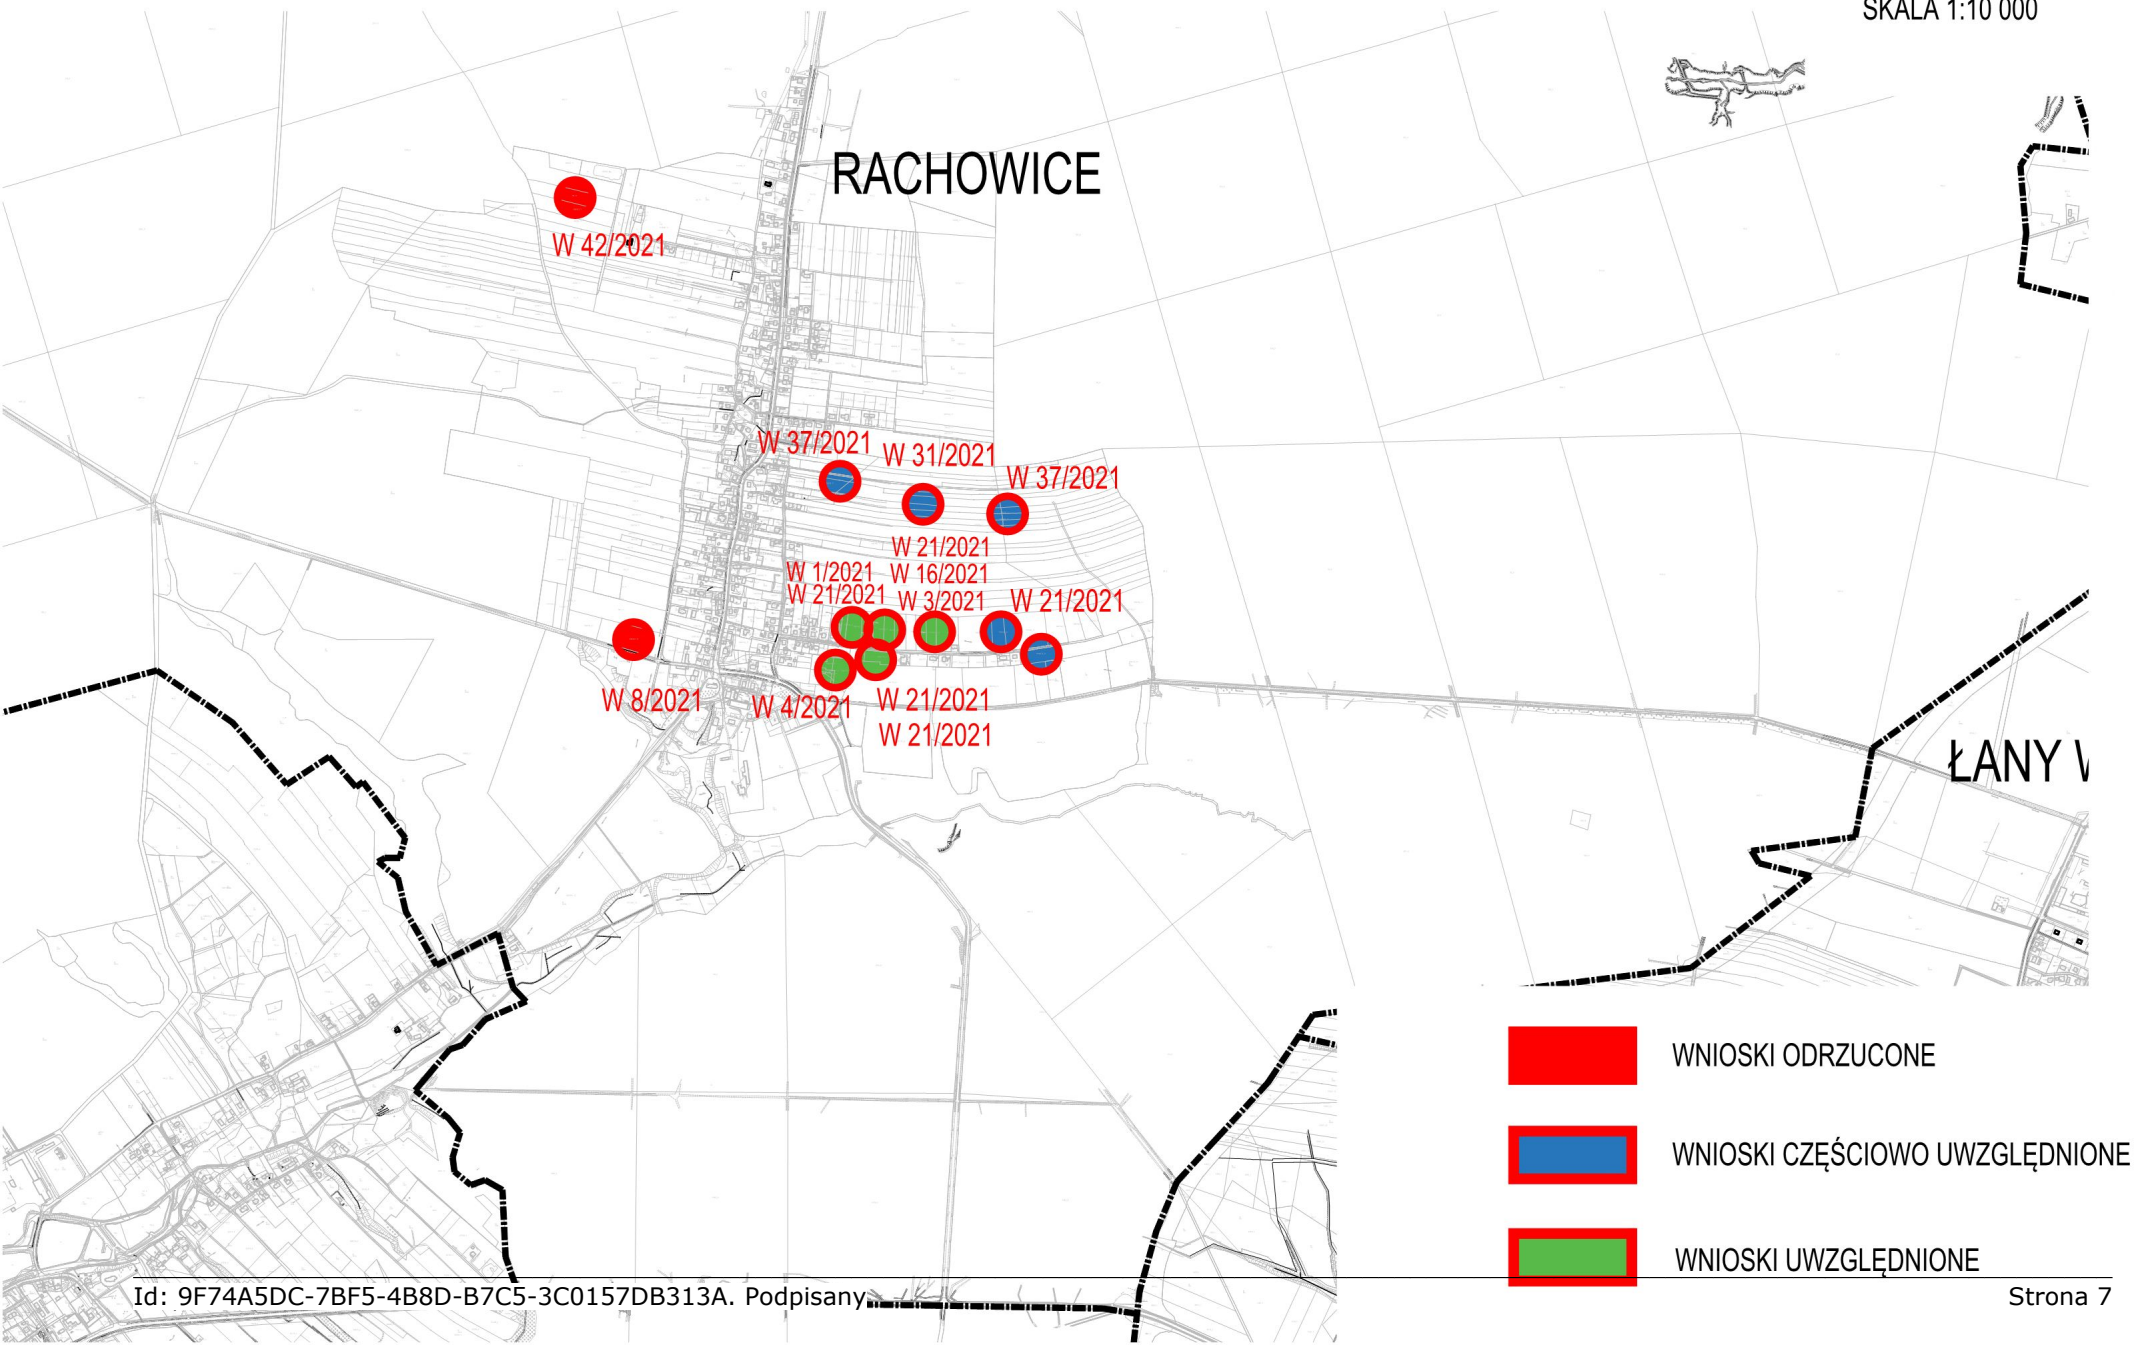 SKALA 1:10 000
RACHOWICE
W 42/2021
W 37/2021
W 31/2021
W 37/2021
W 21/2021
W 1/2021
W 16/2021
W 21/2021
W 3/2021
W 21/2021
W 8/2021
W 4/2021
W 21/2021
W 21/2021
ŁANY W
WNIOSKI ODRZUCONE
WNIOSKI CZĘŚCIOWO UWZGLĘDNIONE
WNIOSKI UWZGLĘDNIONE
Id: 9F74A5DC-7BF5-4B8D-B7C5-3C0157DB313A. Podpisany
Strona 7